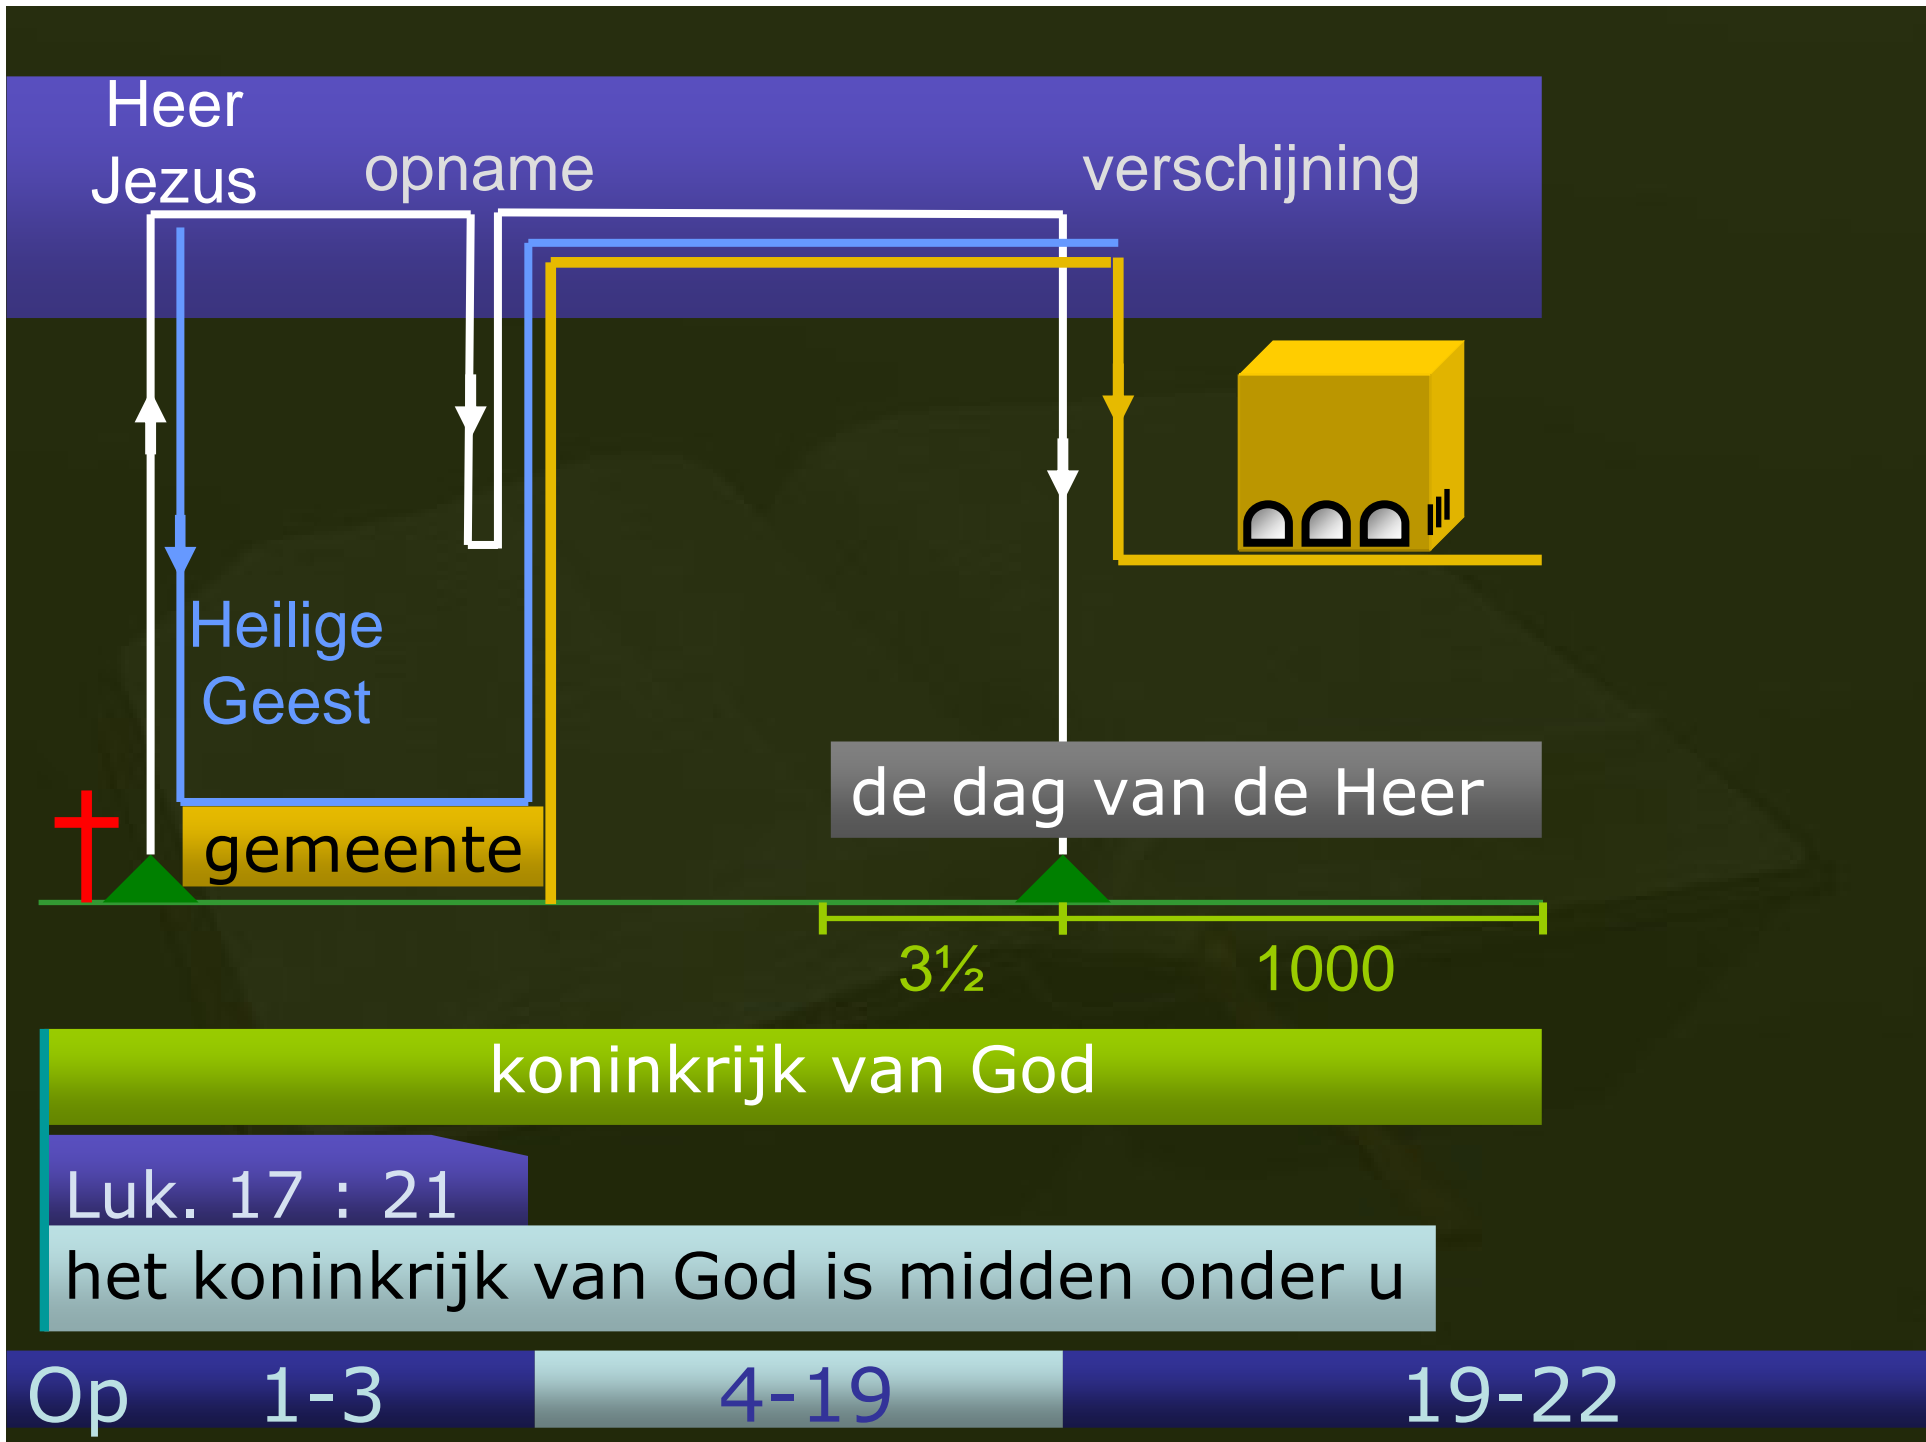 Heer
Jezus
opname
verschijning
Heilige
Geest
de dag van de Heer
gemeente
3½
1000
koninkrijk van God
Luk. 17 : 21
het koninkrijk van God is midden onder u
Op 1-3 4-19 19-22